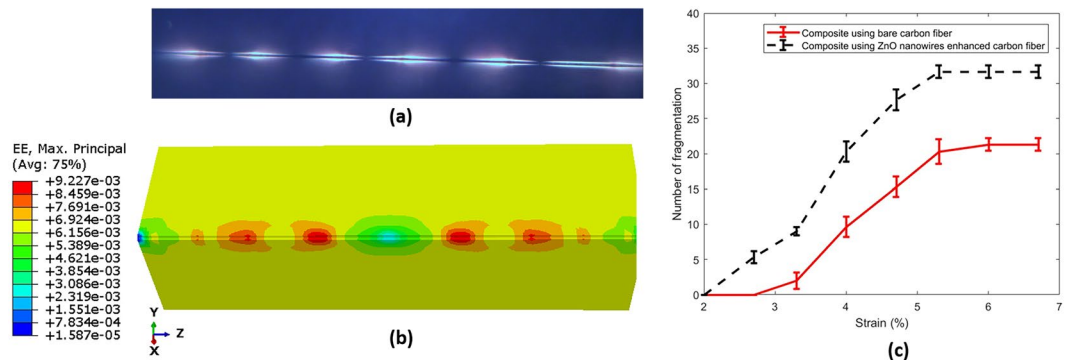 (a)
EE, Max. Principal
(Avg: 75%)
+9.227e-03
+8.459e-03
+7.691e-03
+6.924e-03
+6.156e-03
+5.389e-03
+4.621e-03
+3.854e-03
+3.086e-03
+2.319e-03
+1.551e-03
+7.834e-04
+1.587e-05
Y
Z
X
(b)
Composite using bare carbon fiber
Composite using ZnO nanowires enhanced carbon fiber
Number of fragmentation
40
35
30
25
20
15
10
5
0
2
3
4
5
6
7
Strain (%)
(c)